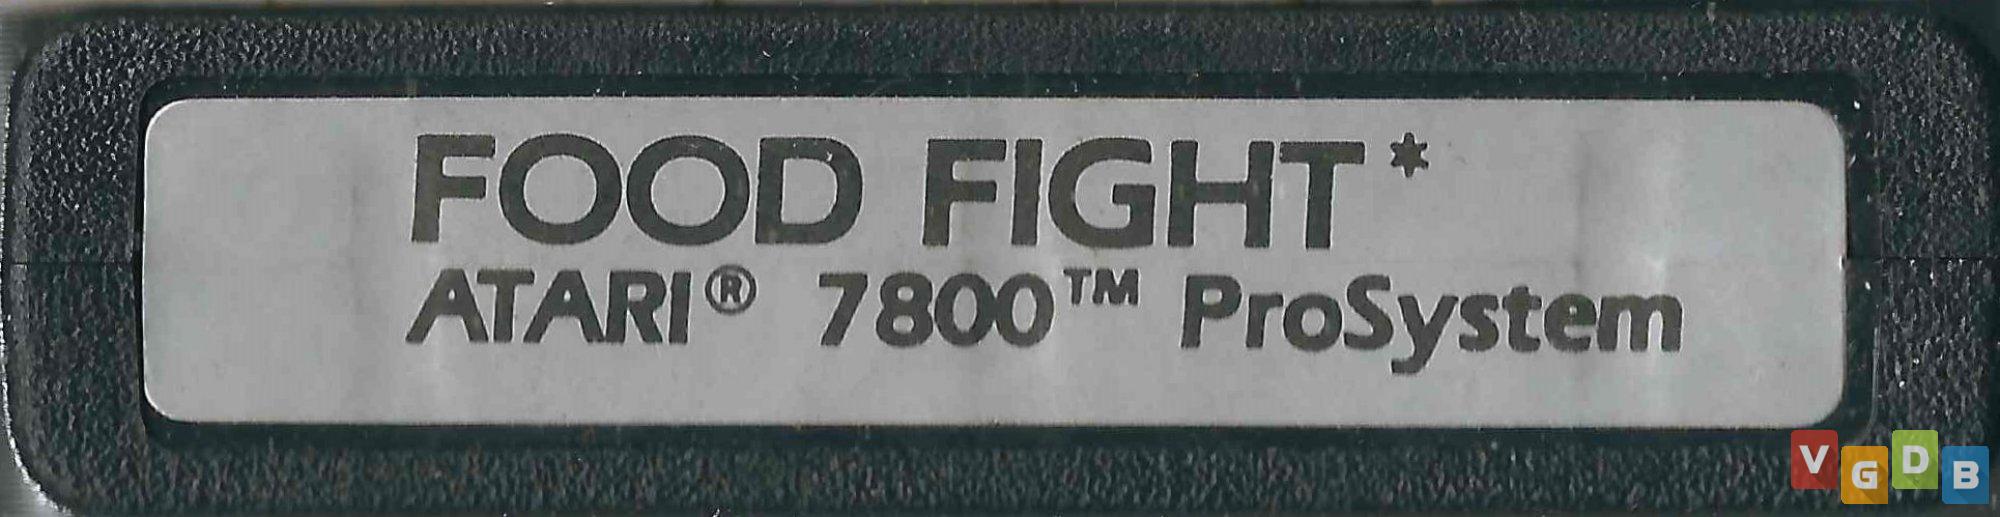 FOOD FIGHT*
ATARI® 7800™ ProSystem
VGDB